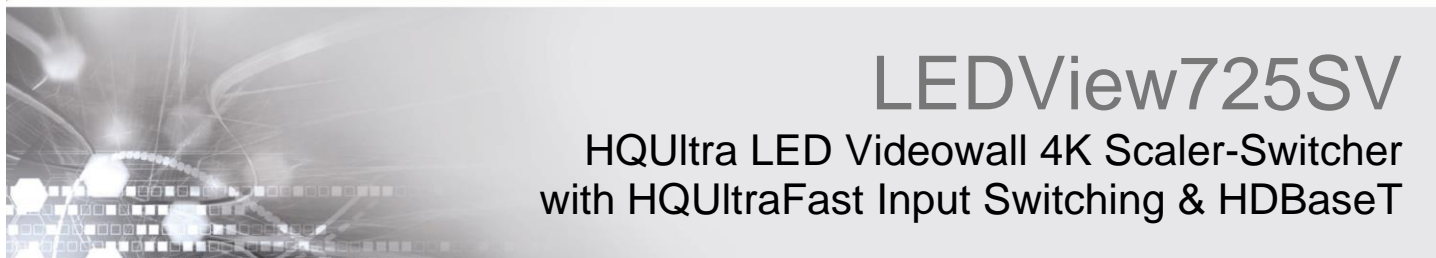 LEDView725SV
HQUltra LED Videowall 4K Scaler-Switcher
with HQUltraFast Input Switching & HDBaseT